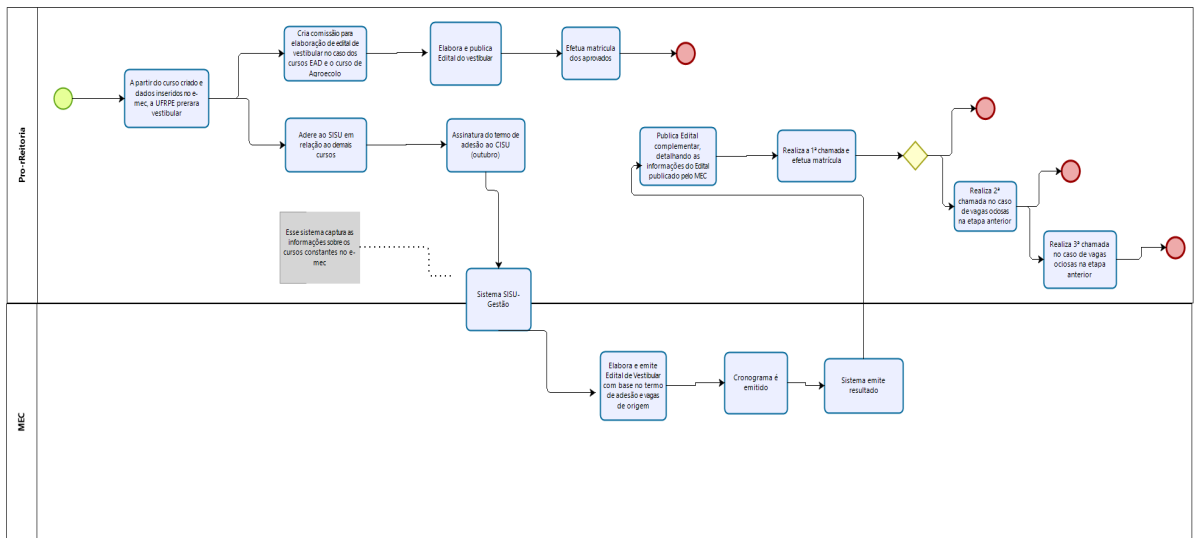 Pro-rReitoria
A partir do curso criado e
dados inseridos no e-
mec, a UFRPE prerara
vestibular
Cria comissãio para
elaboração de edital de
vestibular no caso dos
cursos EAD e o curso de
Agroecolo
Elabora e publica
Edital do vestibular
Efetua matricula
dos aprovados
Adere ao SISU em
relação ao demais
cursos
Assinatura do termo de
adesão ao CISU
(outubro)
Esse sistema captura as
informações sobre os
cursos constantes no e-
mec
Sistema SISU-
Gestão
Publica Edital
complementar,
detalhando as
informações do Edital
publicado pelo MEC
Realiza a 1ª chamada e
efetua matrícula
Realiza 2ª
chamada no caso
de vagas ociosas
na etapa anterior
Realiza 3ª chamada
no caso de vagas
ociosas na etapa
anterior
MEC
Elabora e emite
Edital de Vestibular
com base no termo
de adesão e vagas
de origem
Cronograma é
emitido
Sistema emite
resultado